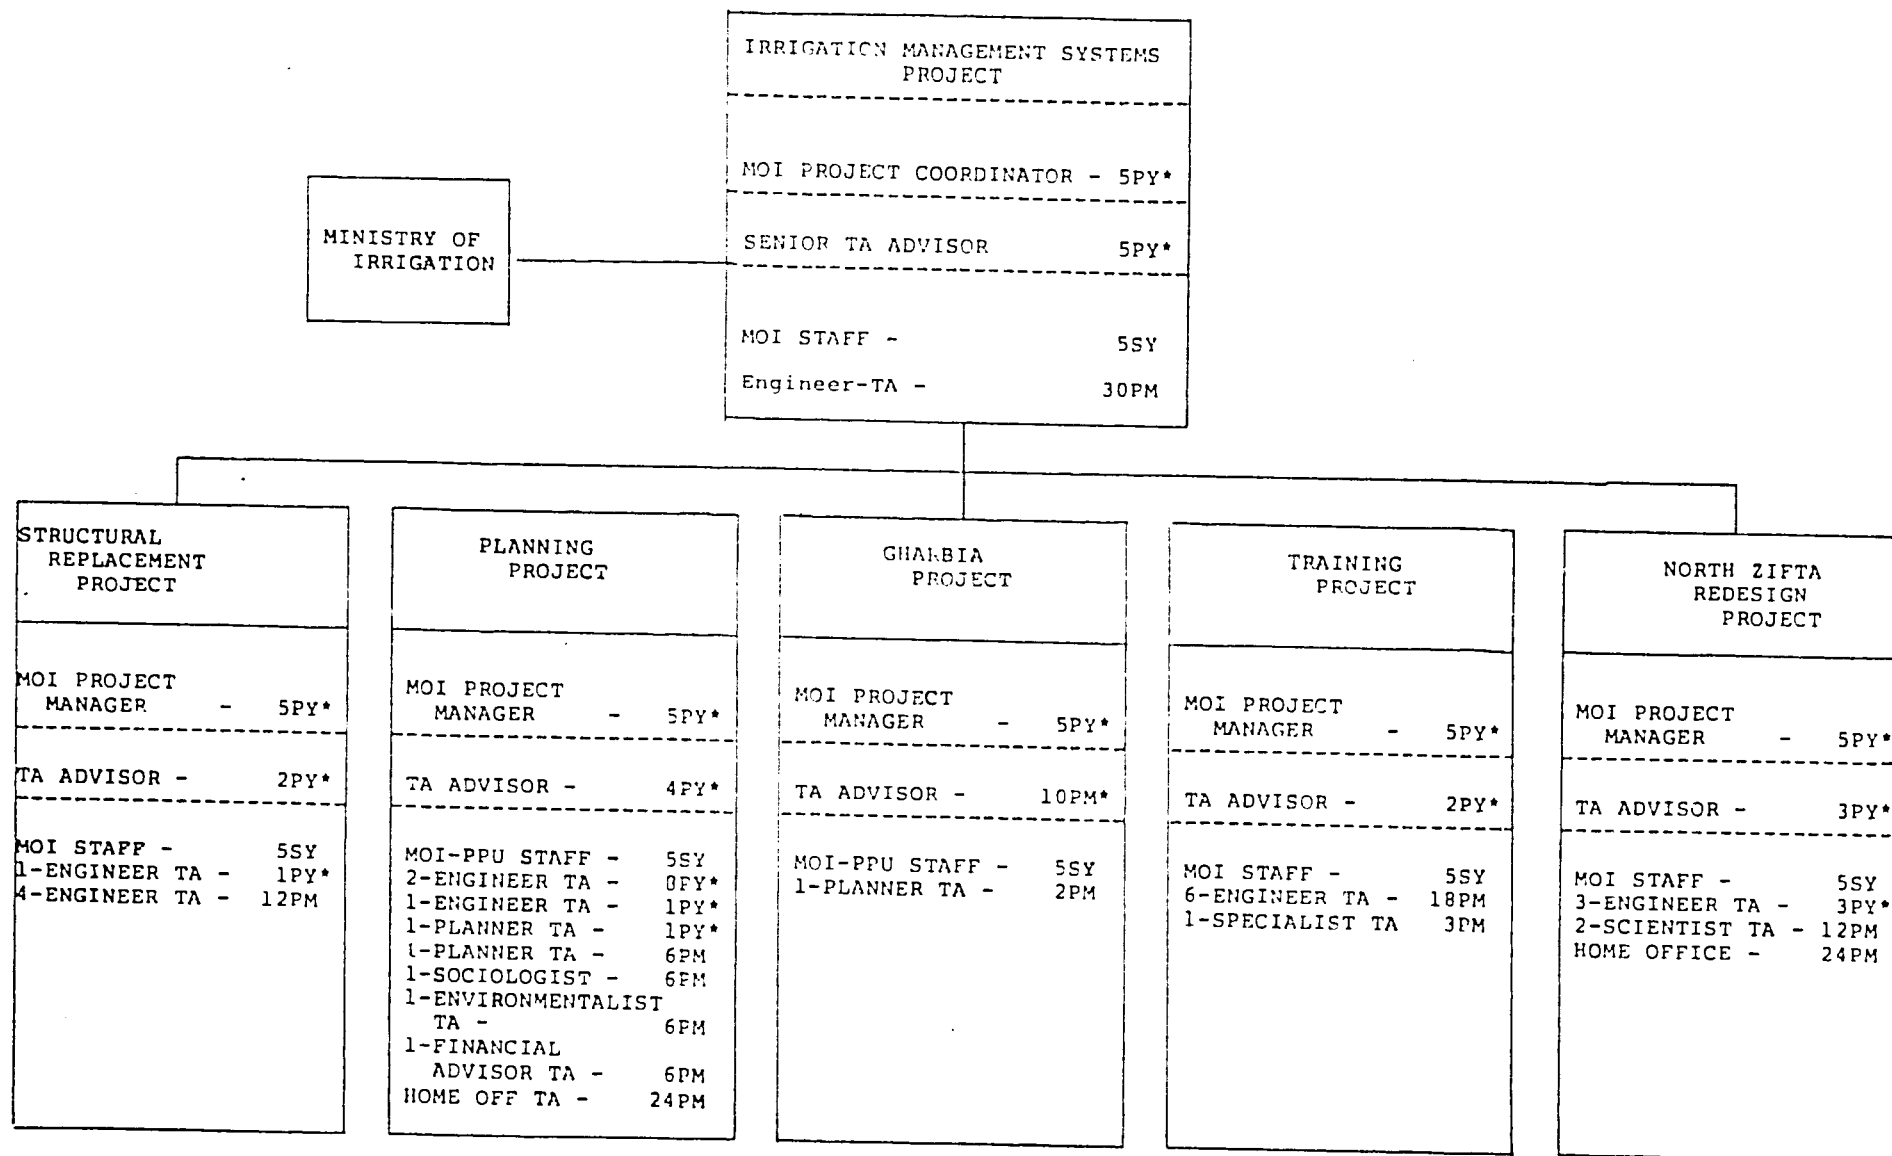 IRRIGATION MANAGEMENT SYSTEMS
PROJECT
MOI PROJECT COORDINATOR - 5PY*
SENIOR TA ADVISOR 5PY*
MOI STAFF - 5SY
Engineer-TA - 30PM
MINISTRY OF
IRRIGATION
STRUCTURAL
REPLACEMENT
PROJECT
MOI PROJECT
MANAGER - 5PY*
TA ADVISOR - 2PY*
MOI STAFF - 5SY
1-ENGINEER TA - 1PY*
4-ENGINEER TA - 12PM
PLANNING
PROJECT
MOI PROJECT
MANAGER - 5PY*
TA ADVISOR - 4PY*
MOI-PPU STAFF - 5SY
2-ENGINEER TA -
1-ENGINEER TA - 1PY*
1-PLANNER TA - 1PY*
1-PLANNER TA - 6PM
1-SOCIOLOGIST - 6PM
1-ENVIRONMENTALIST
TA - 6PM
1-FINANCIAL
ADVISOR TA - 6PM
HOME OFF TA - 24PM
GHARBIA
PROJECT
MOI PROJECT
MANAGER - 5PY*
TA ADVISOR - 10PM*
MOI-PPU STAFF - 5SY
1-PLANNER TA - 2PM
TRAINING
PROJECT
MOI PROJECT
MANAGER - 5PY*
TA ADVISOR - 2PY*
MOI STAFF - 5SY
6-ENGINEER TA - 18PM
1-SPECIALIST TA 3PM
NORTH ZIFTA
REDESIGN
PROJECT
MOI PROJECT
MANAGER - 5PY*
TA ADVISOR - 3PY*
MOI STAFF - 5SY
3-ENGINEER TA - 3PY*
2-SCIENTIST TA - 12PM
HOME OFFICE - 24PM